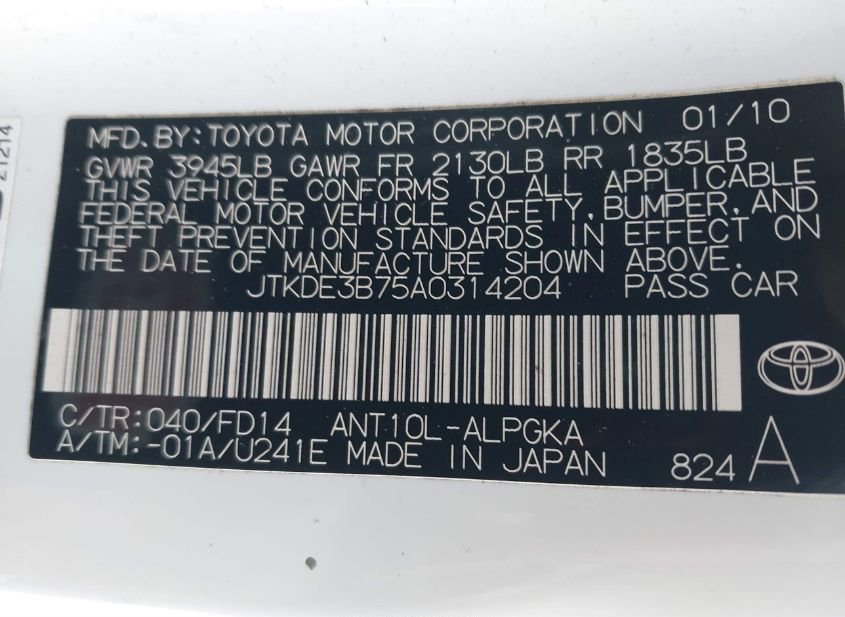 MFD.BY:TOYOTA MOTOR CORPORATION 01/10
GVWR 3945LB GAWR FR 2130LB RR 1835LB
THIS VEHICLE CONFORMS TO ALL APPLICABLE
FEDERAL MOTOR VEHICLE SAFETY,BUMPER,AND
THEFT PREVENTION STANDARDS IN EFFECT ON
THE DATE OF MANUFACTURE SHOWN ABOVE.
JTKDE3B75A0314204 PASS CAR
C/TR:040/FD14 ANT10L-ALPGKA
A/TM:-01A/U241E MADE IN JAPAN 824 A
21214